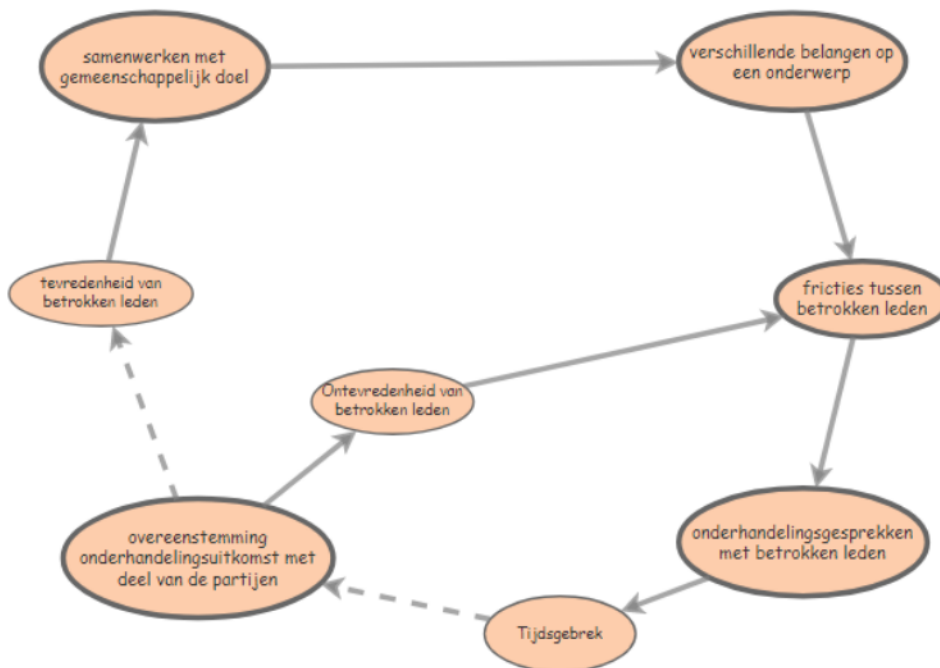 samenwerken met
gemeenschappelijk doel
verschillende belangen op
een onderwerp
tevredenheid van
betrokken leden
fricties tussen
betrokken leden
Ontevredenheid van
betrokken leden
overeenstemming
onderhandelingsuitkomst met
deel van de partijen
onderhandelingsgesprekken
met betrokken leden
Tijdsgebrek